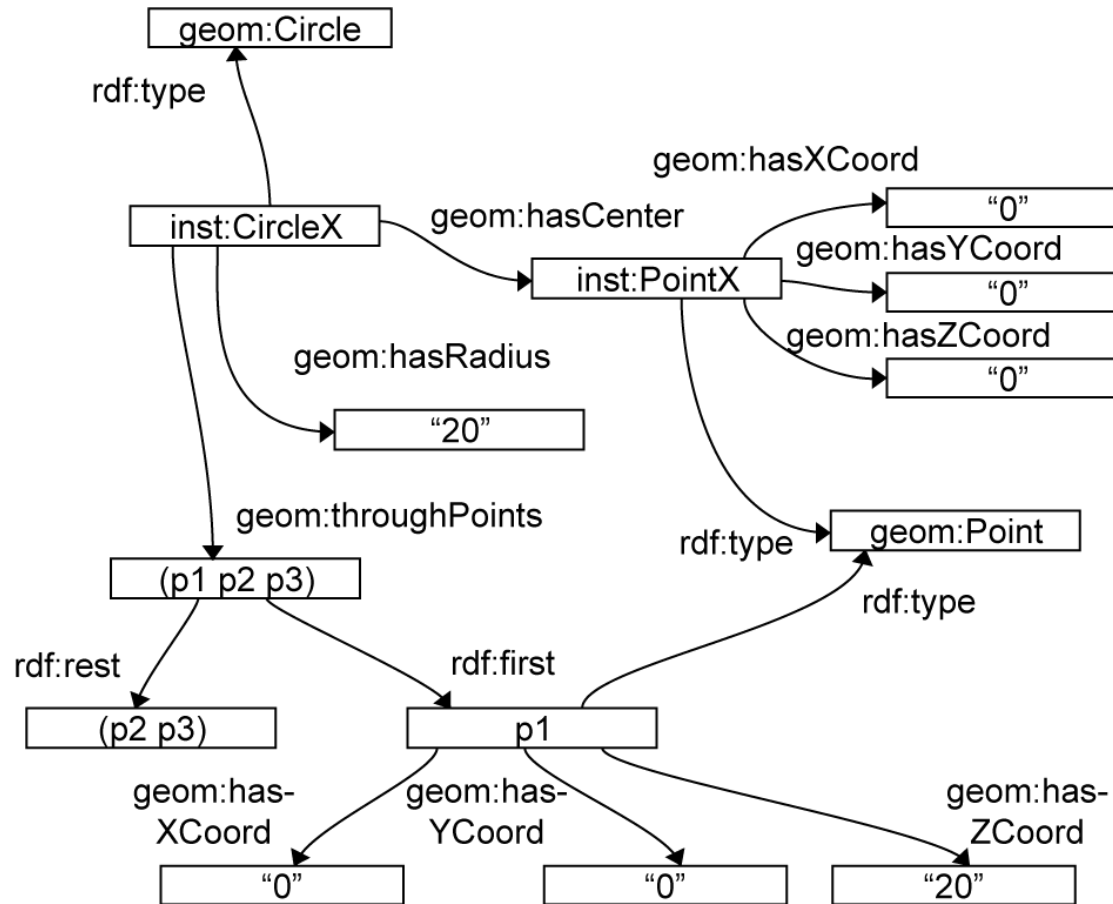 geom:Circle
rdf:type
geom:hasXCoord
inst:CircleX
geom:hasCenter
“0”
geom:hasYCoord
inst:PointX
“0”
geom:hasZCoord
geom:hasRadius
“0”
“20”
geom:throughPoints
rdf:type
geom:Point
(p1 p2 p3)
rdf:type
rdf:rest
rdf:first
(p2 p3)
p1
geom:has-
XCoord
geom:has-
YCoord
geom:has-
ZCoord
“0”
“0”
“20”